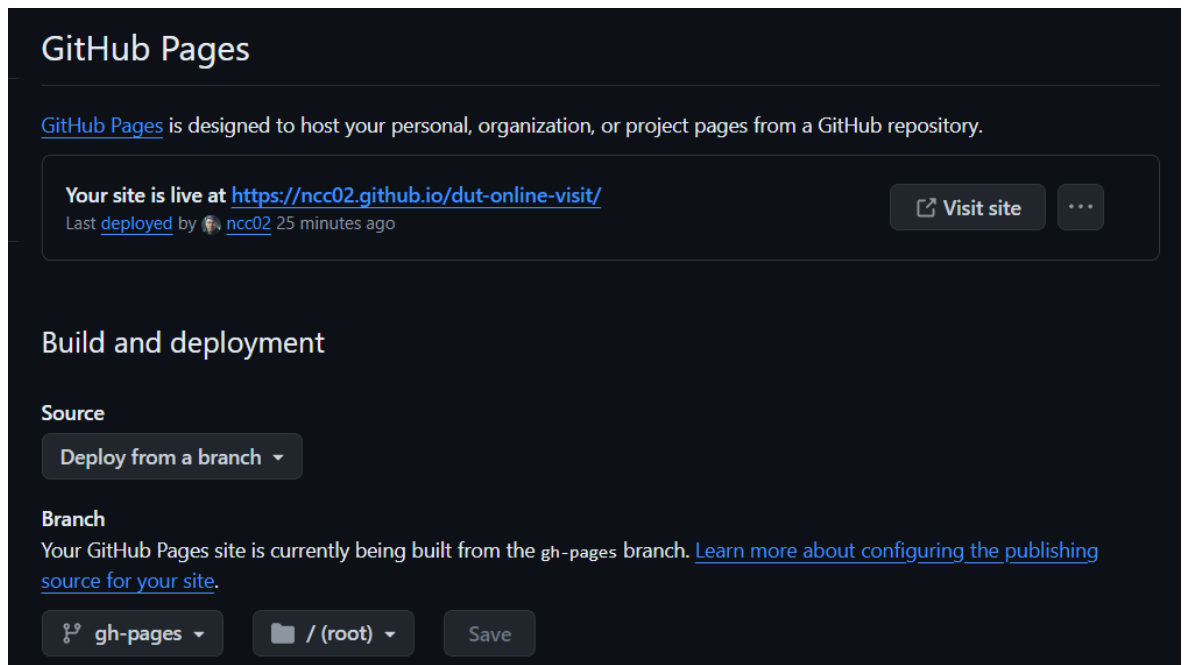 GitHub Pages
GitHub Pages is designed to host your personal, organization, or project pages from a GitHub repository.
Your site is live at https://ncc02.github.io/dut-online-visit/
Visit site
Last deployed by ncc02 25 minutes ago
Build and deployment
Source
Deploy from a branch
Branch
Your GitHub Pages site is currently being built from the gh-pages branch. Learn more about configuring the publishing
source for your site.
gh-pages / (root) Save